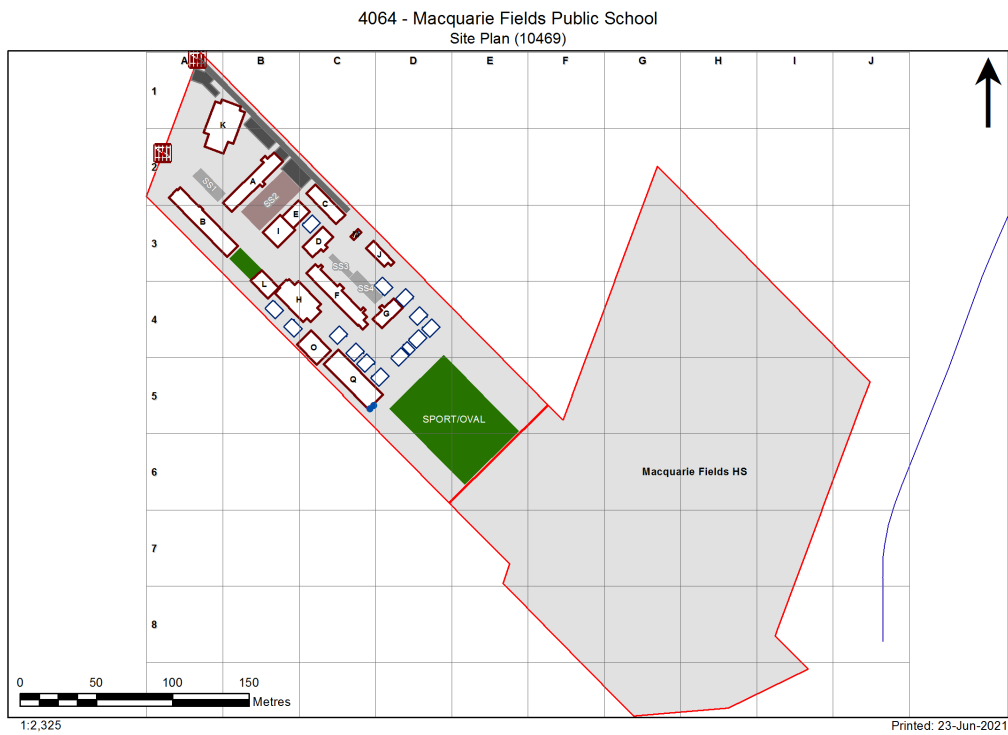 4064 - Macquarie Fields Public School
Site Plan (10469)
A B C D E F G H I J
1
K
2
A
SS1
SS2
C
B
E
I
3
D
J
SS3
SS4
L
H
F
4
G
O
Q
5
SPORT/OVAL
6
Macquarie Fields HS
7
8
0 50 100 150
Metres
1:2,325
Printed: 23-Jun-2021